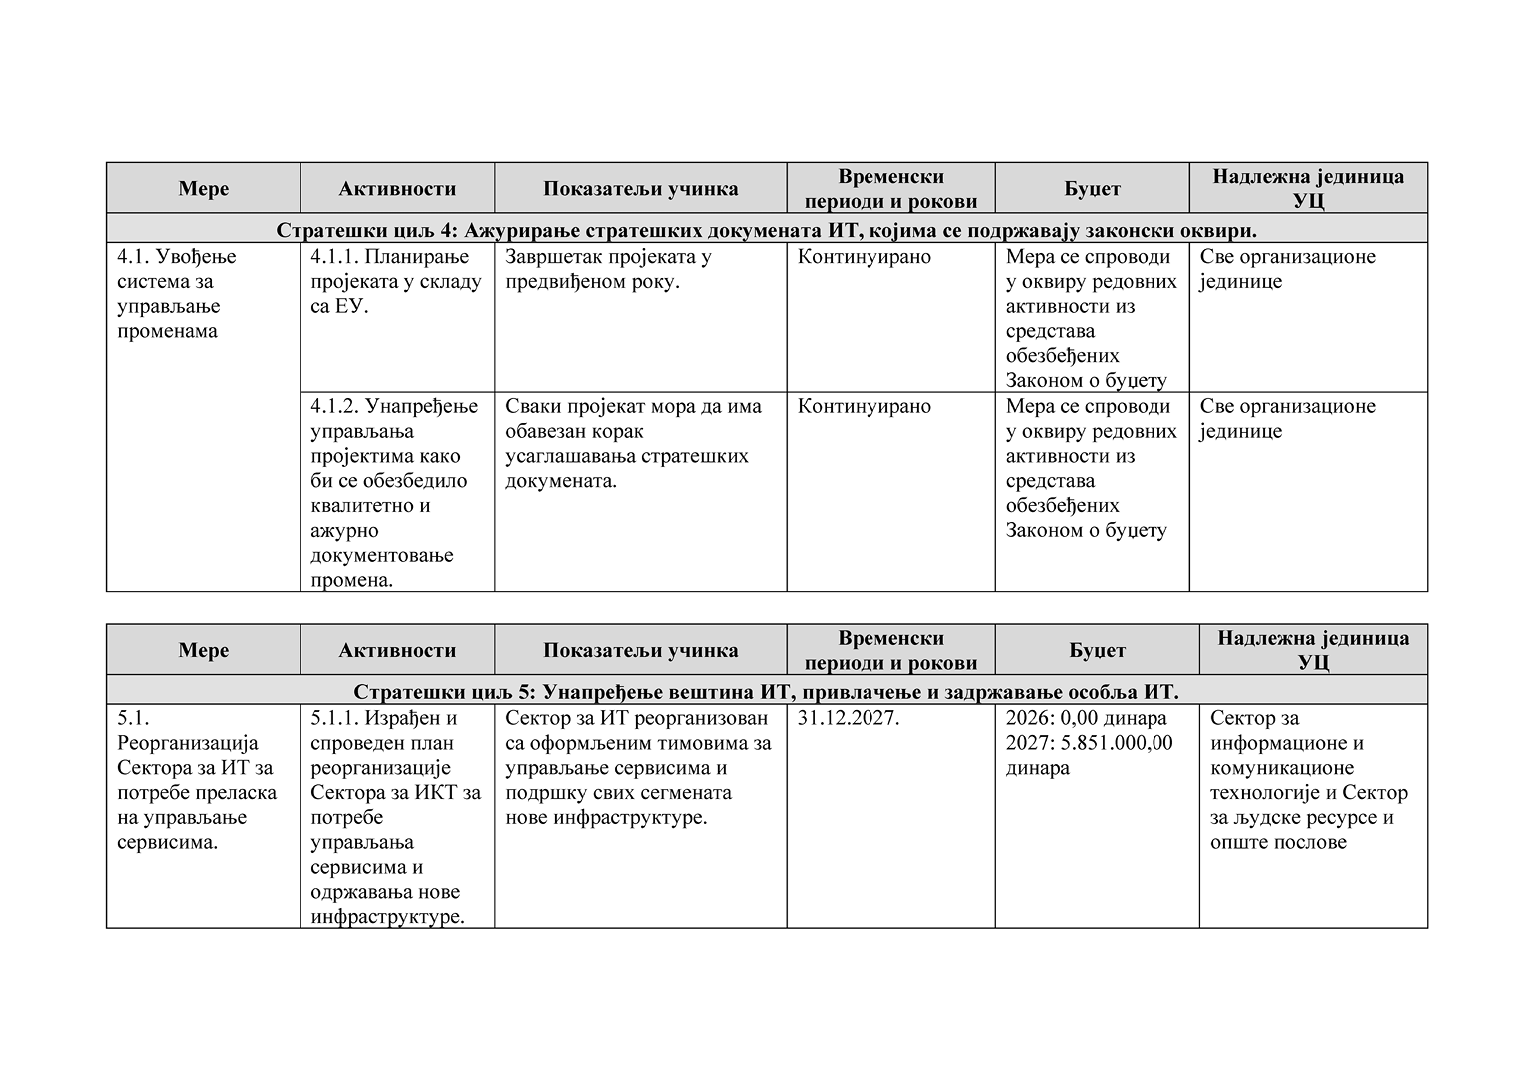 Мере
Активности
Показатељи учинка
Временски
периоди и рокови
Буџет
Надлежна јединица
УЦ
Стратешки циљ 4: Ажурирање стратешких докумената ИТ, којима се подржавају законски оквири.
4.1. Увођење
система за
управљање
променама
4.1.1. Планирање
пројеката у складу
са ЕУ.
Завршетак пројеката у
предвиђеном року.
Континуирано
Мера се спроводи
у оквиру редовних
активности из
средстава
обезбеђених
Законом о буџету
Све организационе
јединице
4.1.2. Унапређење
управљања
пројектима како
би се обезбедило
квалитетно и
ажурно
документовање
промена.
Сваки пројекат мора да има
обавезан корак
усаглашавања стратешких
докумената.
Континуирано
Мера се спроводи
у оквиру редовних
активности из
средстава
обезбеђених
Законом о буџету
Све организационе
јединице
Мере
Активности
Показатељи учинка
Временски
периоди и рокови
Буџет
Надлежна јединица
УЦ
Стратешки циљ 5: Унапређење вештина ИТ, привлачење и задржавање особља ИТ.
5.1.
Реорганизација
Сектора за ИТ за
потребе преласка
на управљање
сервисима.
5.1.1. Израђен и
спроведен план
реорганизације
Сектора за ИКТ за
потребе
управљања
сервисима и
одржавања нове
инфраструктуре.
Сектор за ИТ реорганизован
са оформљеним тимовима за
управљање сервисима и
подршку свих сегмената
нове инфраструктуре.
31.12.2027.
2026: 0,00 динара
2027: 5.851.000,00
динара
Сектор за
информационе и
комуникационе
технологије и Сектор
за људске ресурсе и
опште послове